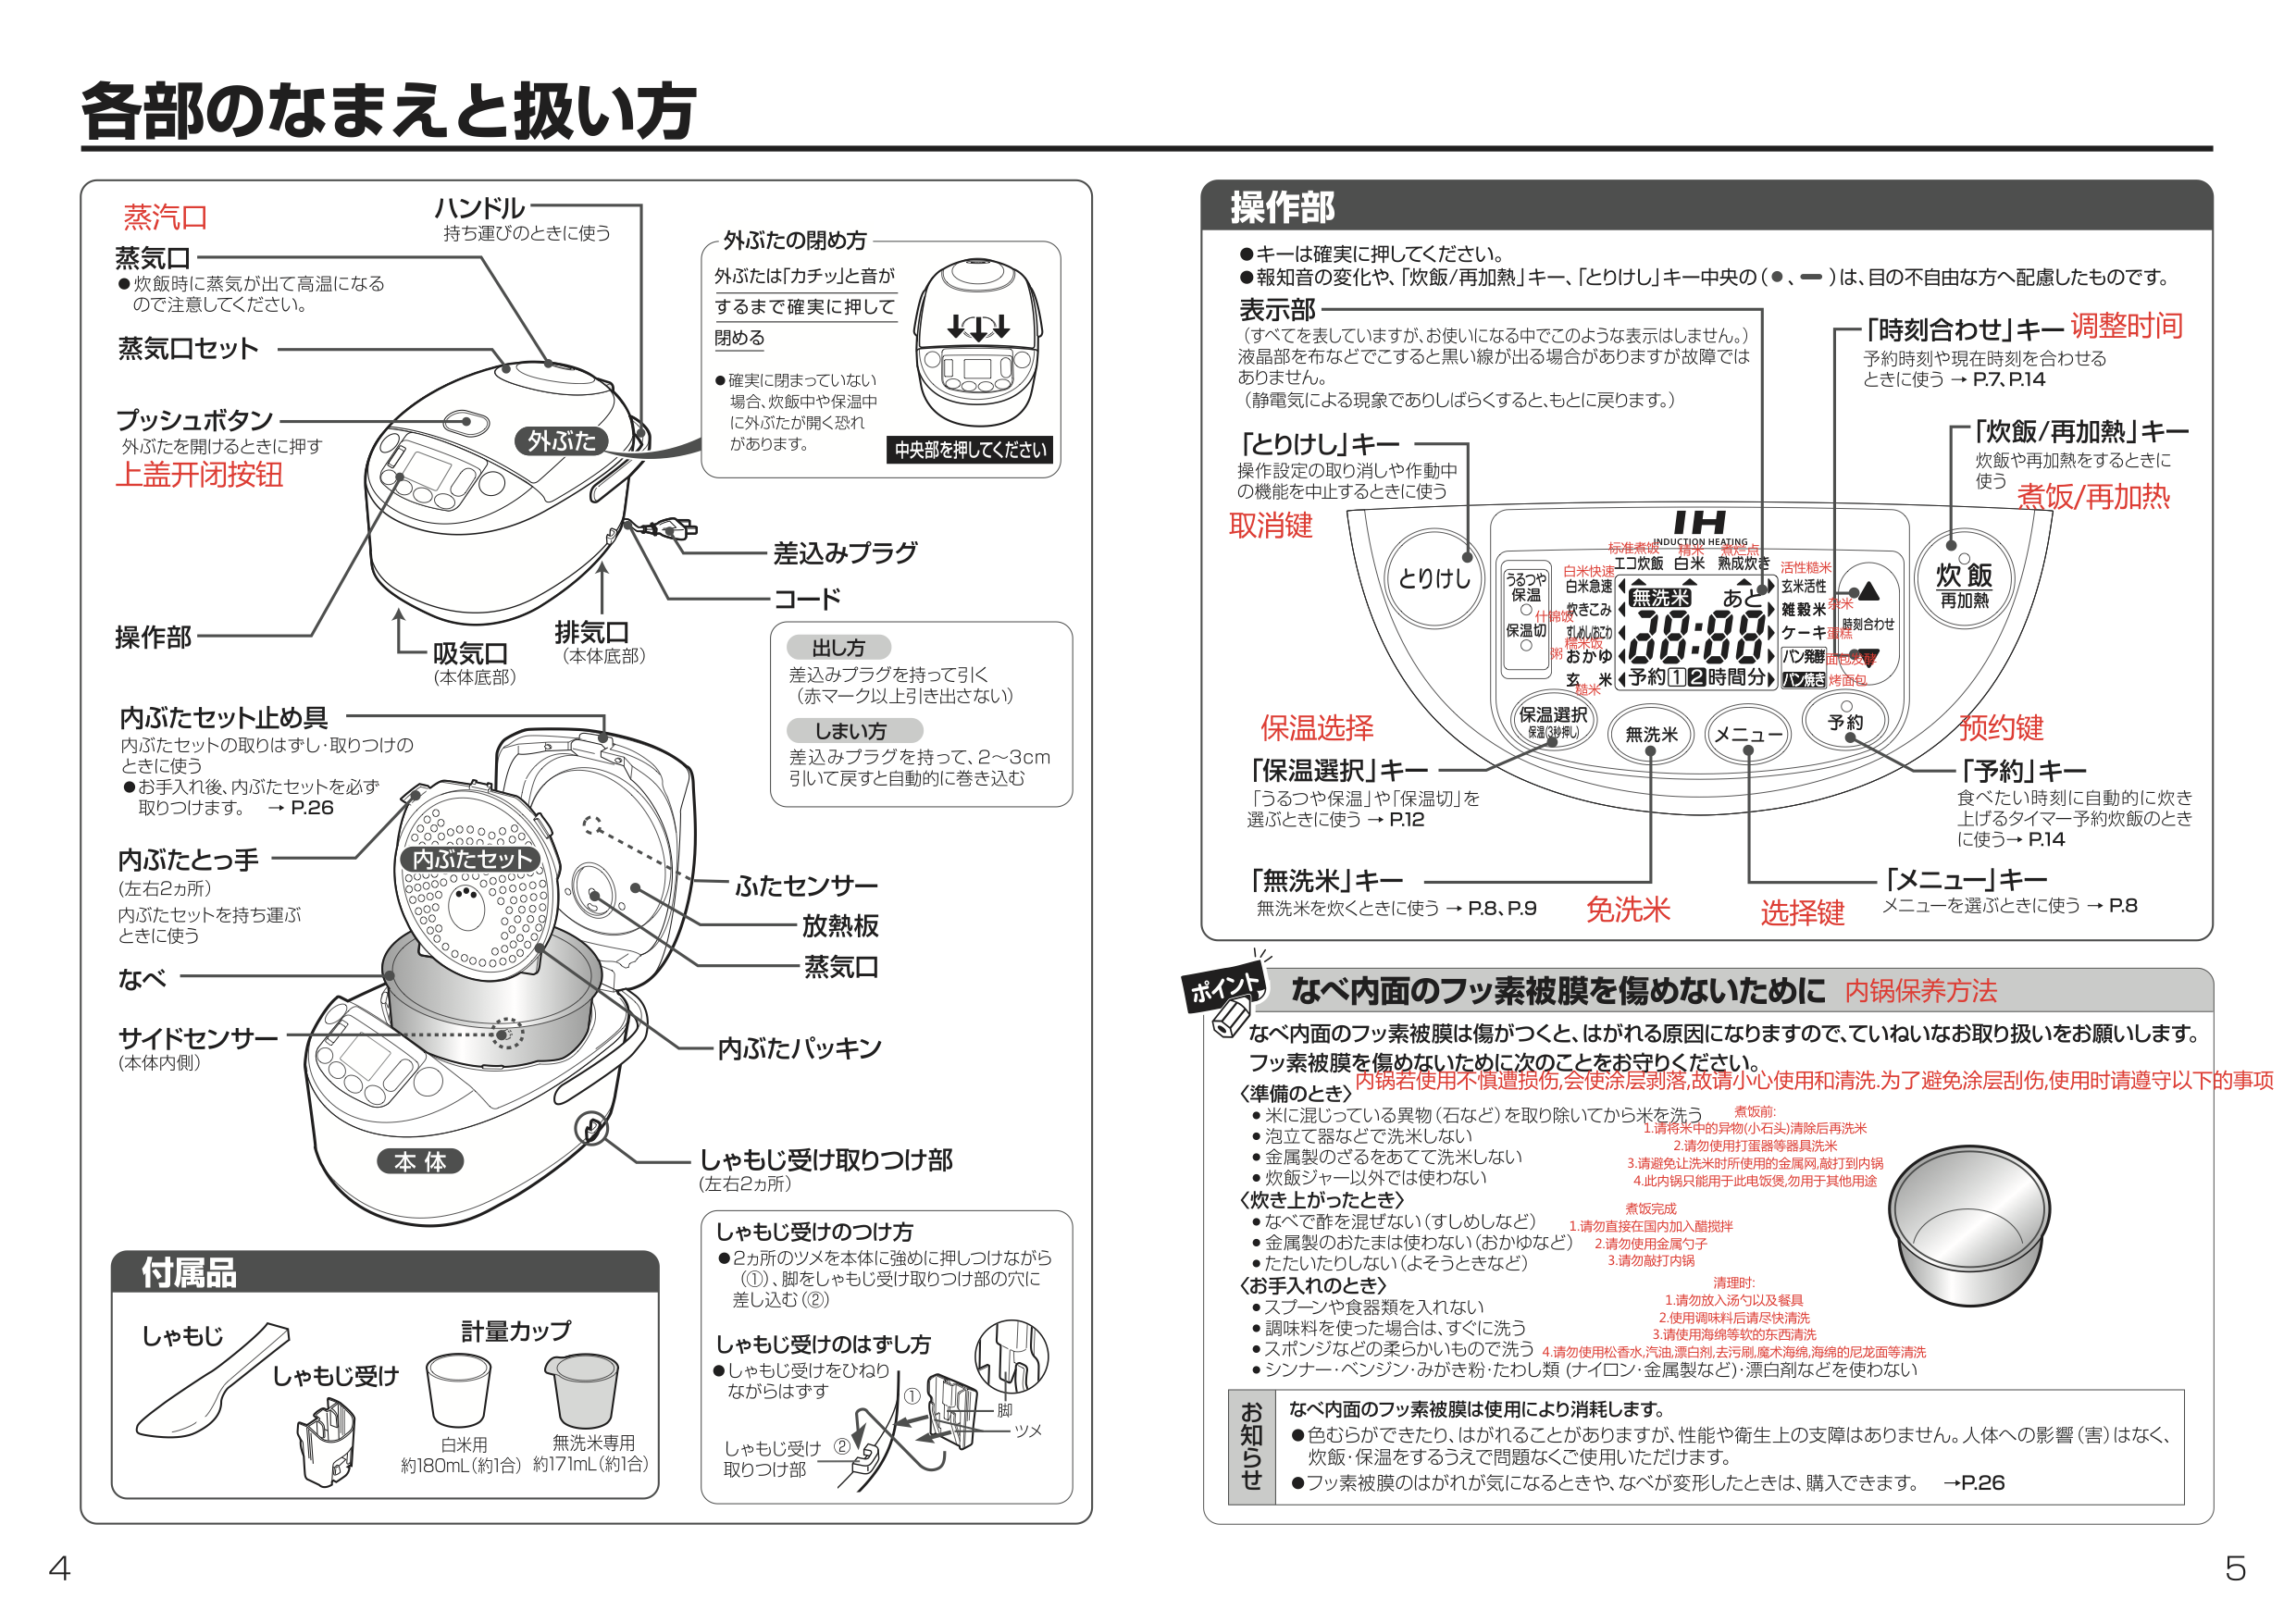 各部のなまえと扱い方
蒸汽口
蒸気口
●炊飯時に蒸気が出て高温になる
ので注意してください。
ハンドル
持ち運びのときに使う
蒸気口セット
プッシュボタン
外ぶたを開けるときに押す
上盖开闭按钮
外ぶた
外ぶたの閉め方
外ぶたは「カチッ」と音が
するまで確実に押して
閉める
●確実に閉まっていない
場合、炊飯中や保温中
に外ぶたが開く恐れ
があります。
中央部を押してください
差込みプラグ
コード
操作部
吸気口
(本体底部)
排気口
(本体底部)
出し方
差込みプラグを持って引く
(赤マーク以上引き出さない)
しまい方
差込みプラグを持って、2〜3cm
引いて戻すと自動的に巻き込む
内ぶたセット止め具
内ぶたセットの取りはずし・取りつけの
ときに使う
●お手入れ後、内ぶたセットを必ず
取りつけます。 → P.26
内ぶたとっ手
(左右2ヵ所)
内ぶたセットを持ち運ぶ
ときに使う
内ぶたセット
なべ
サイドセンサー
(本体内側)
ふたセンサー
放熱板
蒸気口
内ぶたパッキン
本体
しゃもじ受け取りつけ部
(左右2ヵ所)
付属品
しゃもじ
しゃもじ受け
計量カップ
白米用
約180mL(約1合)
無洗米専用
約171mL(約1合)
しゃもじ受けのつけ方
●2ヵ所のツメを本体に強めに押しつけながら
(①)、脚をしゃもじ受け取りつけ部の穴に
差し込む(②)
しゃもじ受けのはずし方
●しゃもじ受けをひねり
ながらはずす
①
脚
ツメ
しゃもじ受け ②
取りつけ部
4
操作部
●キーは確実に押してください。
●報知音の変化や、「炊飯/再加熱」キー、「とりけし」キー中央の(●、━)は、目の不自由な方へ配慮したものです。
表示部
(すべてを表していますが、お使いになる中でこのような表示はしません。)
液晶部を布などでこすると黒い線が出る場合がありますが故障では
ありません。
(静電気による現象でありしばらくすると、もとに戻ります。)
「時刻合わせ」キー 调整时间
予約時刻や現在時刻を合わせる
ときに使う → P.7、P.14
「とりけし」キー
操作設定の取り消しや作動中
の機能を中止するときに使う
取消键
「炊飯/再加熱」キー
炊飯や再加熱をするときに
使う 煮饭/再加热
IH
INDUCTION HEATING
标准煮饭 精米 煮烂点
エコ炊飯 白米 熟成炊き
とりけし
うるつや
保温
保温切
白米快速
白米急速
炊きこみ
什锦饭
すしめし おこわ
糯米饭
粥 おかゆ
玄米
糙米
無洗米 あと
38:88
予約 1 2 時間分
活性糙米
玄米活性
雑穀米 杂米
ケーキ 蛋糕
パン発酵 面包发酵
パン焼き 烤面包
▲
時刻合わせ
▼
炊飯
再加熱
保温選択
保温(3秒押し)
無洗米
メニュー
予約
保温选择
「保温選択」キー
「うるつや保温」や「保温切」を
選ぶときに使う → P.12
预约键
「予約」キー
食べたい時刻に自動的に炊き
上げるタイマー予約炊飯のとき
に使う→ P.14
「無洗米」キー
無洗米を炊くときに使う → P.8、P.9
免洗米
选择键
「メニュー」キー
メニューを選ぶときに使う → P.8
ポイント
なべ内面のフッ素被膜を傷めないために 内锅保养方法
なべ内面のフッ素被膜は傷がつくと、はがれる原因になりますので、ていねいなお取り扱いをお願いします。
フッ素被膜を傷めないために次のことをお守りください。
内锅若使用不慎遭损伤,会使涂层剥落,故请小心使用和清洗.为了避免涂层刮伤,使用时请遵守以下的事项
〈準備のとき〉
• 米に混じっている異物(石など)を取り除いてから米を洗う
• 泡立て器などで洗米しない
• 金属製のざるをあてて洗米しない
• 炊飯ジャー以外では使わない
煮饭前:
1.请将米中的异物(小石头)清除后再洗米
2.请勿使用打蛋器等器具洗米
3.请避免让洗米时所使用的金属网,敲打到内锅
4.此内锅只能用于此电饭煲,勿用于其他用途
〈炊き上がったとき〉
• なべで酢を混ぜない(すしめしなど)
• 金属製のおたまは使わない(おかゆなど)
• たたいたりしない(よそうときなど)
煮饭完成
1.请勿直接在国内加入醋搅拌
2.请勿使用金属勺子
3.请勿敲打内锅
〈お手入れのとき〉
• スプーンや食器類を入れない
• 調味料を使った場合は、すぐに洗う
• スポンジなどの柔らかいもので洗う
• シンナー・ベンジン・みがき粉・たわし類(ナイロン・金属製など)・漂白剤などを使わない
清理时:
1.请勿放入汤勺以及餐具
2.使用调味料后请尽快清洗
3.请使用海绵等软的东西清洗
4.请勿使用松香水,汽油,漂白剂,去污刷,魔术海绵,海绵的尼龙面等清洗
お知らせ
なべ内面のフッ素被膜は使用により消耗します。
●色むらができたり、はがれることがありますが、性能や衛生上の支障はありません。人体への影響(害)はなく、
炊飯・保温をするうえで問題なくご使用いただけます。
●フッ素被膜のはがれが気になるときや、なべが変形したときは、購入できます。 →P.26
5